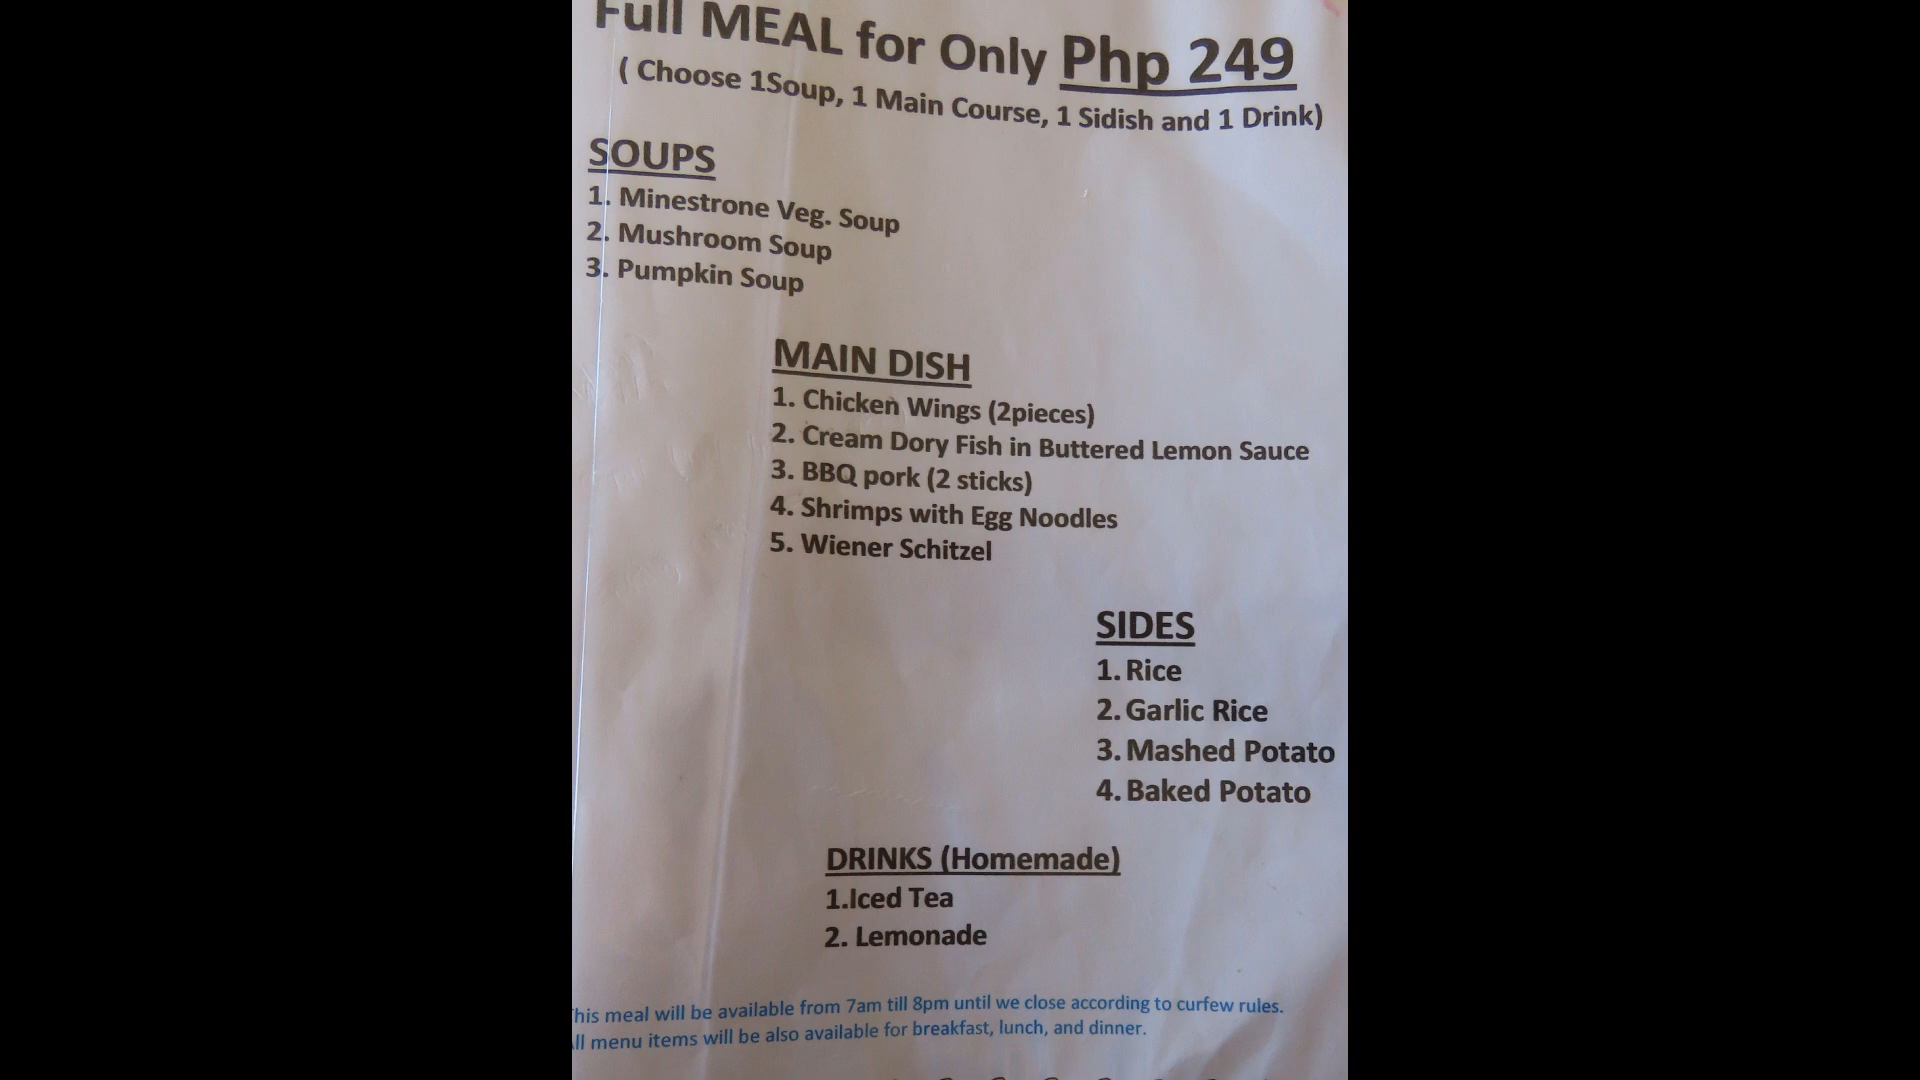 Full MEAL for Only Php 249
( Choose 1Soup, 1 Main Course, 1 Sidish and 1 Drink)
SOUPS
1. Minestrone Veg. Soup
2. Mushroom Soup
3. Pumpkin Soup
MAIN DISH
1. Chicken Wings (2pieces)
2. Cream Dory Fish in Buttered Lemon Sauce
3. BBQ pork (2 sticks)
4. Shrimps with Egg Noodles
5. Wiener Schitzel
SIDES
1. Rice
2. Garlic Rice
3. Mashed Potato
4. Baked Potato
DRINKS (Homemade)
1.Iced Tea
2. Lemonade
his meal will be available from 7am till 8pm until we close according to curfew rules.
ll menu items will be also available for breakfast, lunch, and dinner.